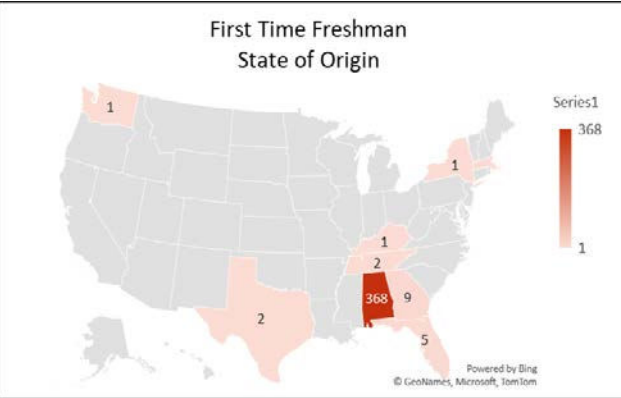 First Time Freshman
State of Origin
Series1
368
1
1
1
1
2
368
9
2
5
Powered by Bing
© GeoNames, Microsoft, TomTom